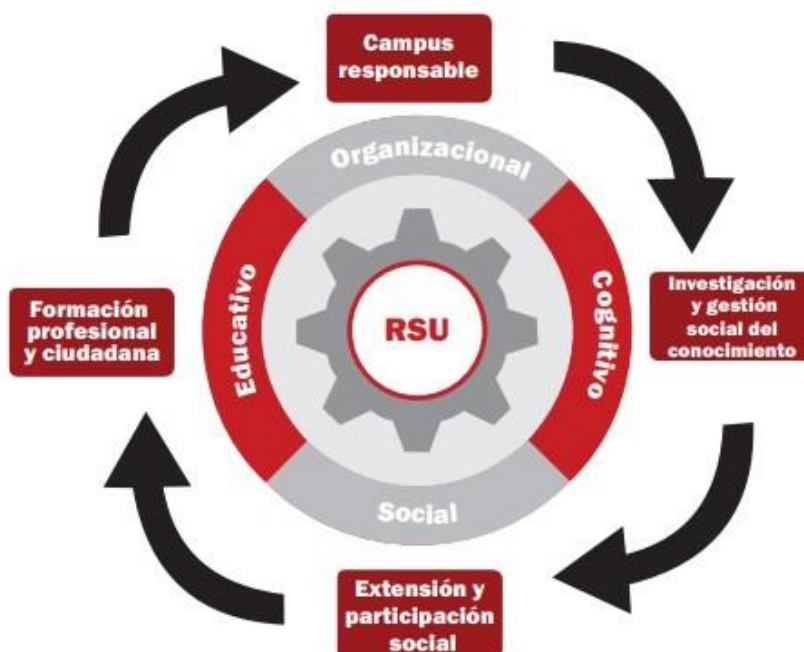 Campus
responsable
Organizacional
Educativo
RSU
Cognitivo
Formación
profesional
y ciudadana
Investigación
y gestión
social del
conocimiento
Social
Extensión y
participación
social